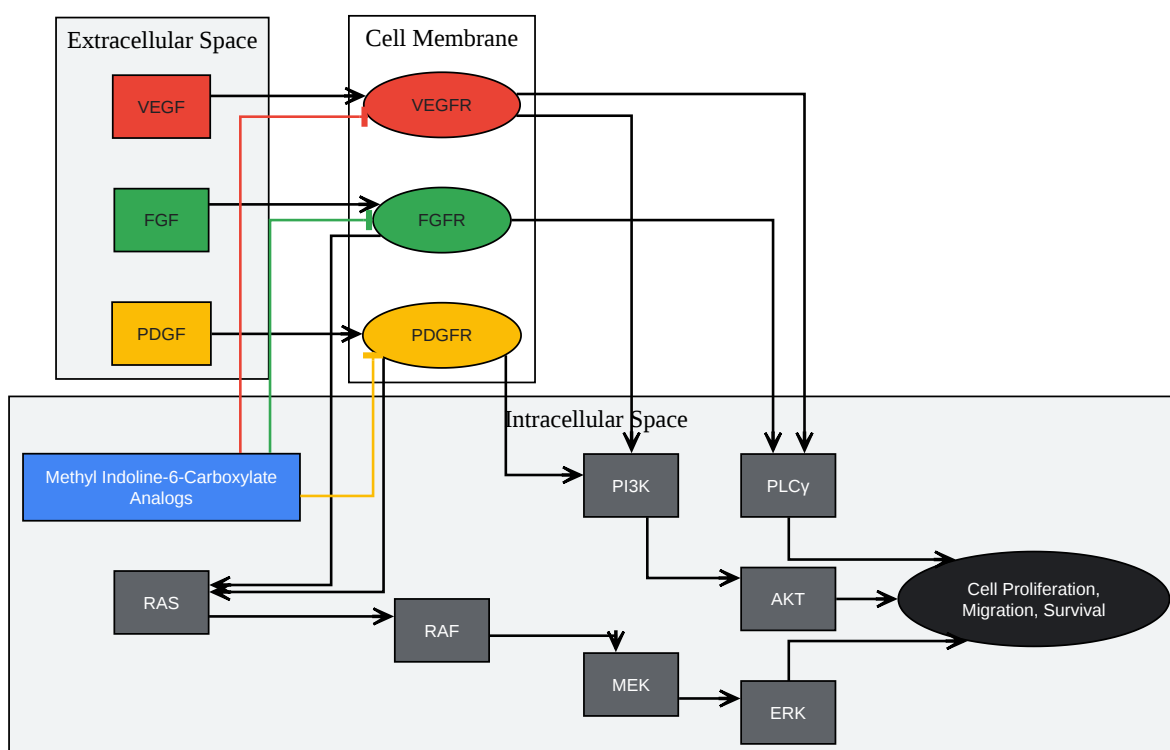 Extracellular Space
Cell Membrane
VEGF
VEGFR
FGF
FGFR
PDGF
PDGFR
Intracellular Space
Methyl Indoline-6-Carboxylate
Analogs
PI3K
PLCγ
RAS
RAF
AKT
Cell Proliferation,
Migration, Survival
MEK
ERK